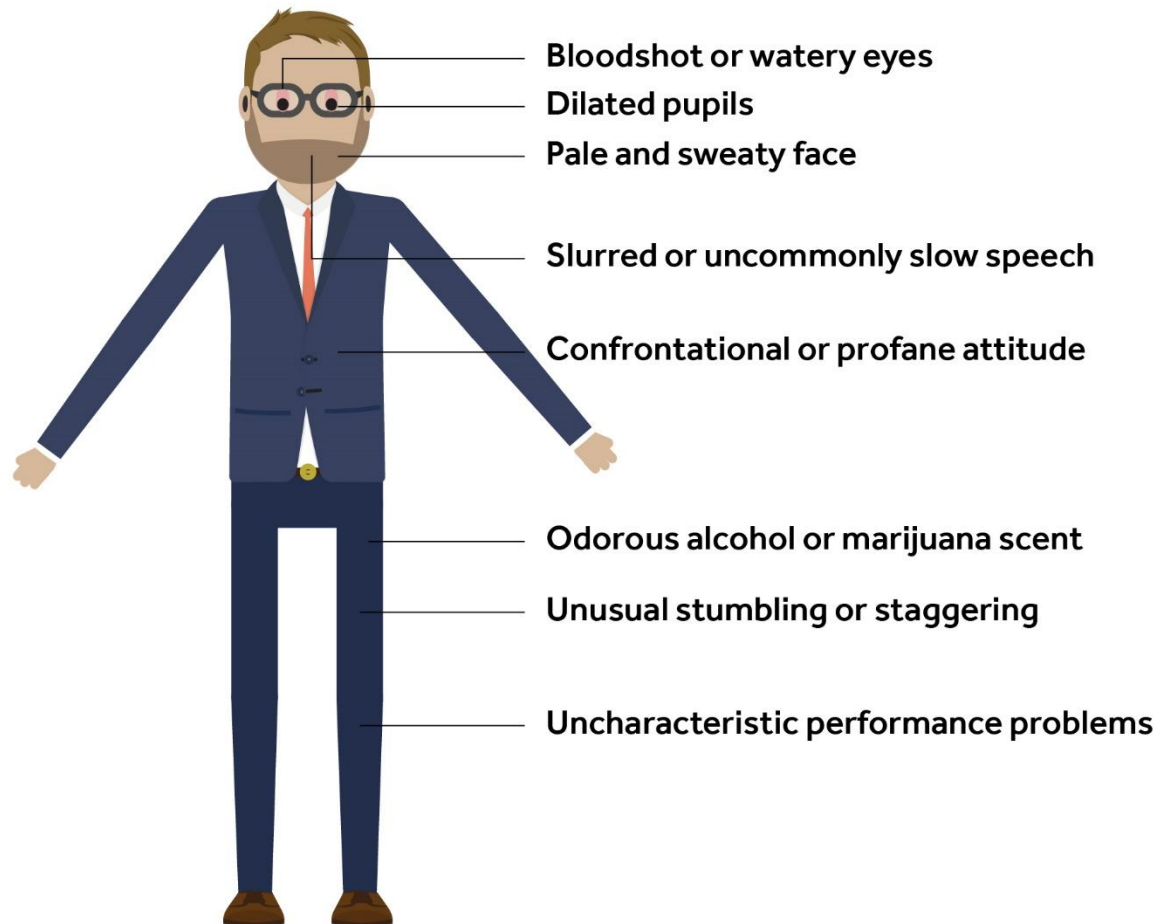 Bloodshot or watery eyes
Dilated pupils
Pale and sweaty face
Slurred or uncommonly slow speech
Confrontational or profane attitude
Odorous alcohol or marijuana scent
Unusual stumbling or staggering
Uncharacteristic performance problems